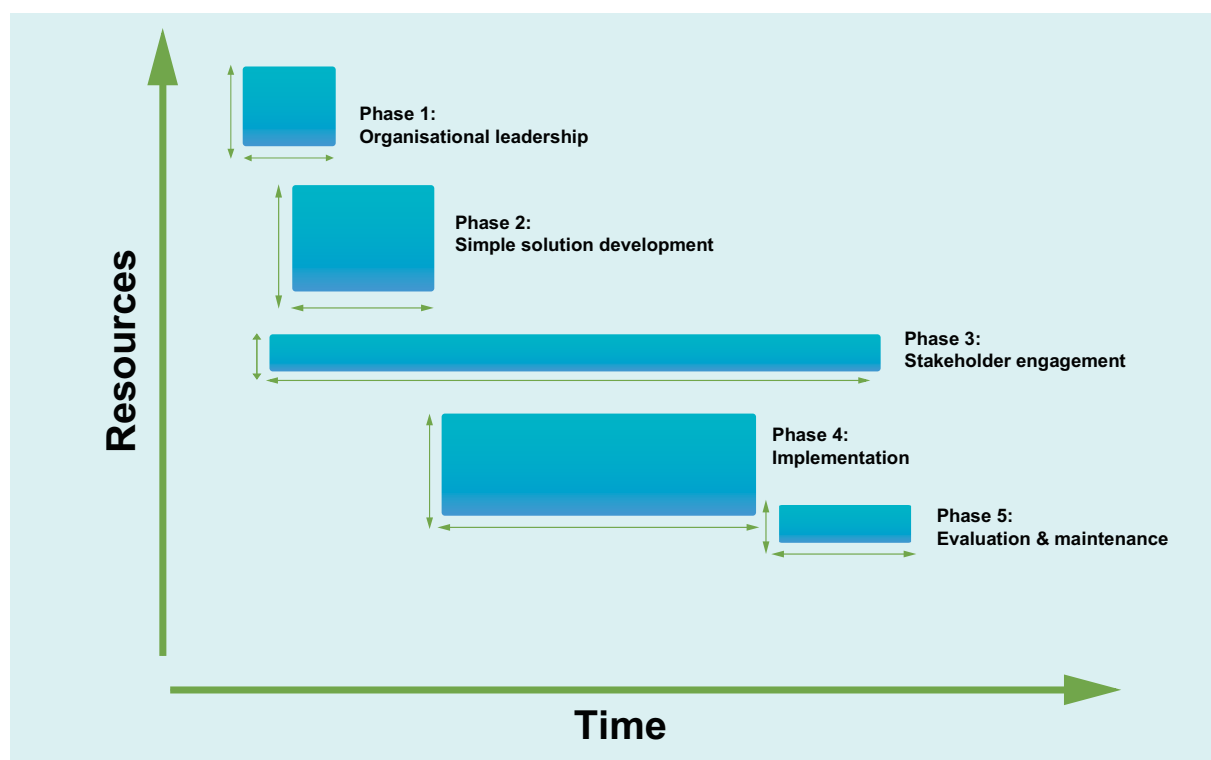 Phase 1:
Organisational leadership
Phase 2:
Simple solution development
Phase 3:
Stakeholder engagement
Phase 4:
Implementation
Phase 5:
Evaluation & maintenance
Resources
Time